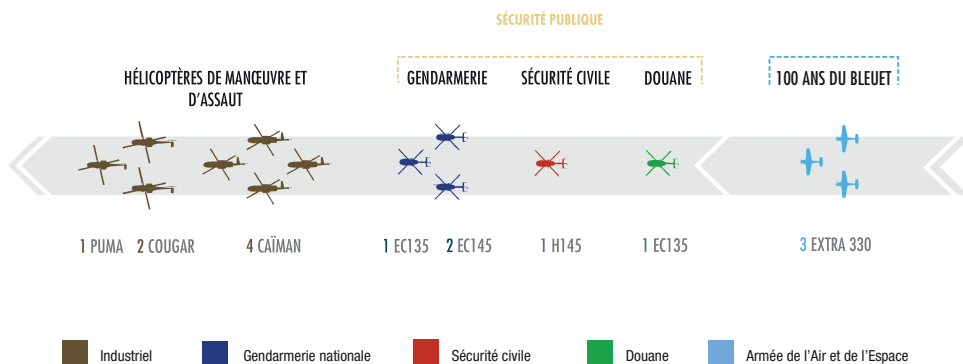 SÉCURITÉ PUBLIQUE
HÉLICOPTÈRES DE MANŒUVRE ET
D'ASSAUT
GENDARMERIE
SÉCURITÉ CIVILE
DOUANE
100 ANS DU BLEUET
1 PUMA
2 COUGAR
4 CAÏMAN
1 EC135
2 EC145
1 H145
1 EC135
3 EXTRA 330
Industriel
Gendarmerie nationale
Sécurité civile
Douane
Armée de l'Air et de l'Espace